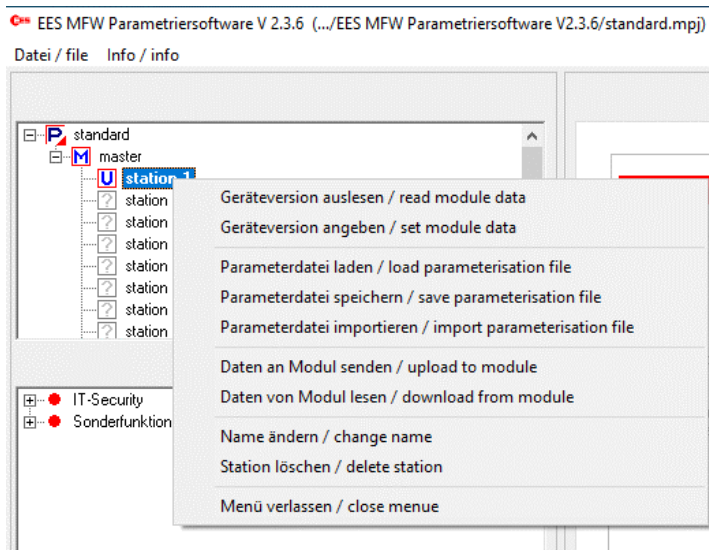 EES MFW Parametriersoftware V 2.3.6 (.../EES MFW Parametriersoftware V2.3.6/standard.mpj)
Datei / file Info / info
P standard
M master
U station 1
? station
? station
? station
? station
? station
? station
? station
Geräteversion auslesen / read module data
Geräteversion angeben / set module data
Parameterdatei laden / load parameterisation file
Parameterdatei speichern / save parameterisation file
Parameterdatei importieren / import parameterisation file
Daten an Modul senden / upload to module
Daten von Modul lesen / download from module
Name ändern / change name
Station löschen / delete station
Menü verlassen / close menue
IT-Security
Sonderfunktion